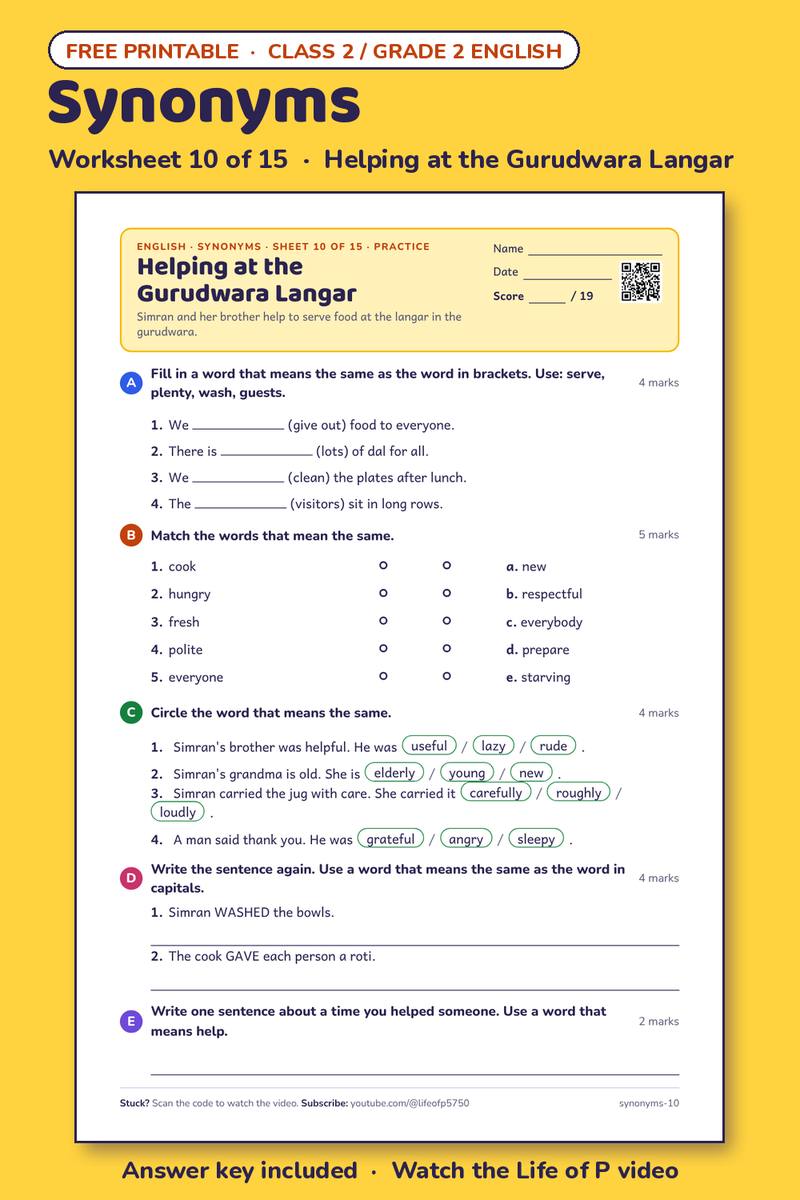 FREE PRINTABLE · CLASS 2 / GRADE 2 ENGLISH
Synonyms
Worksheet 10 of 15 · Helping at the Gurudwara Langar
ENGLISH · SYNONYMS · SHEET 10 OF 15 · PRACTICE
Helping at the
Gurudwara Langar
Simran and her brother help to serve food at the langar in the
gurudwara.
Name ____________
Date ____________
Score ______ / 19
A Fill in a word that means the same as the word in brackets. Use: serve,
plenty, wash, guests.
4 marks
1. We ____________ (give out) food to everyone.
2. There is ____________ (lots) of dal for all.
3. We ____________ (clean) the plates after lunch.
4. The ____________ (visitors) sit in long rows.
B Match the words that mean the same. 5 marks
1. cook a. new
2. hungry b. respectful
3. fresh c. everybody
4. polite d. prepare
5. everyone e. starving
C Circle the word that means the same. 4 marks
1. Simran's brother was helpful. He was useful / lazy / rude .
2. Simran's grandma is old. She is elderly / young / new .
3. Simran carried the jug with care. She carried it carefully / roughly /
loudly .
4. A man said thank you. He was grateful / angry / sleepy .
D Write the sentence again. Use a word that means the same as the word in
capitals.
4 marks
1. Simran WASHED the bowls.
2. The cook GAVE each person a roti.
E Write one sentence about a time you helped someone. Use a word that
means help.
2 marks
Stuck? Scan the code to watch the video. Subscribe: youtube.com/@lifeofp5750 synonyms-10
Answer key included · Watch the Life of P video